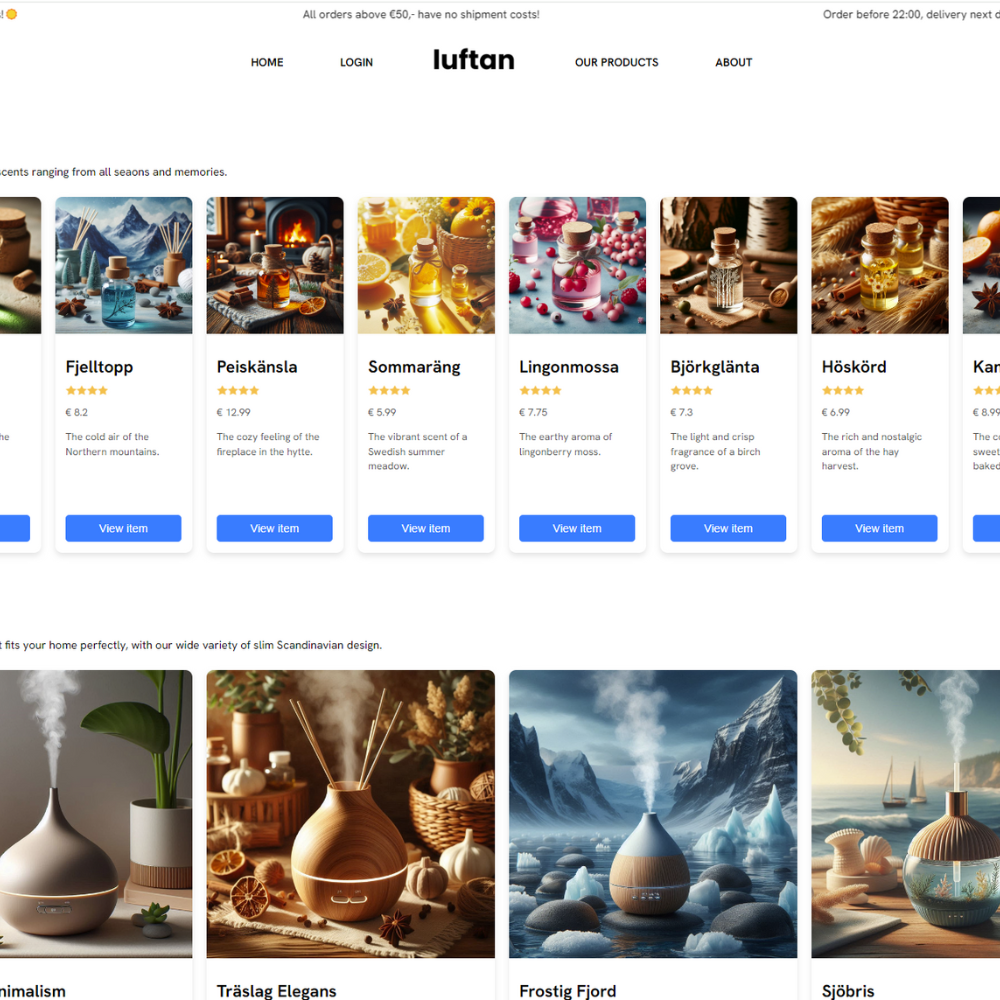 !
All orders above €50,- have no shipment costs!
Order before 22:00, delivery next d
HOME LOGIN luftan OUR PRODUCTS ABOUT
scents ranging from all seaons and memories.
Fjelltopp
€ 8.2
The cold air of the
Northern mountains.
View item
Peiskänsla
€ 12.99
The cozy feeling of the
fireplace in the hytte.
View item
Sommaräng
€ 5.99
The vibrant scent of a
Swedish summer
meadow.
View item
Lingonmossa
€ 7.75
The earthy aroma of
lingonberry moss.
View item
Björkglänta
€ 7.3
The light and crisp
fragrance of a birch
grove.
View item
Höskörd
€ 6.99
The rich and nostalgic
aroma of the hay
harvest.
View item
Kan
€ 8.99
The c
sweet
baked
t fits your home perfectly, with our wide variety of slim Scandinavian design.
nimalism
Träslag Elegans
Frostig Fjord
Sjöbris